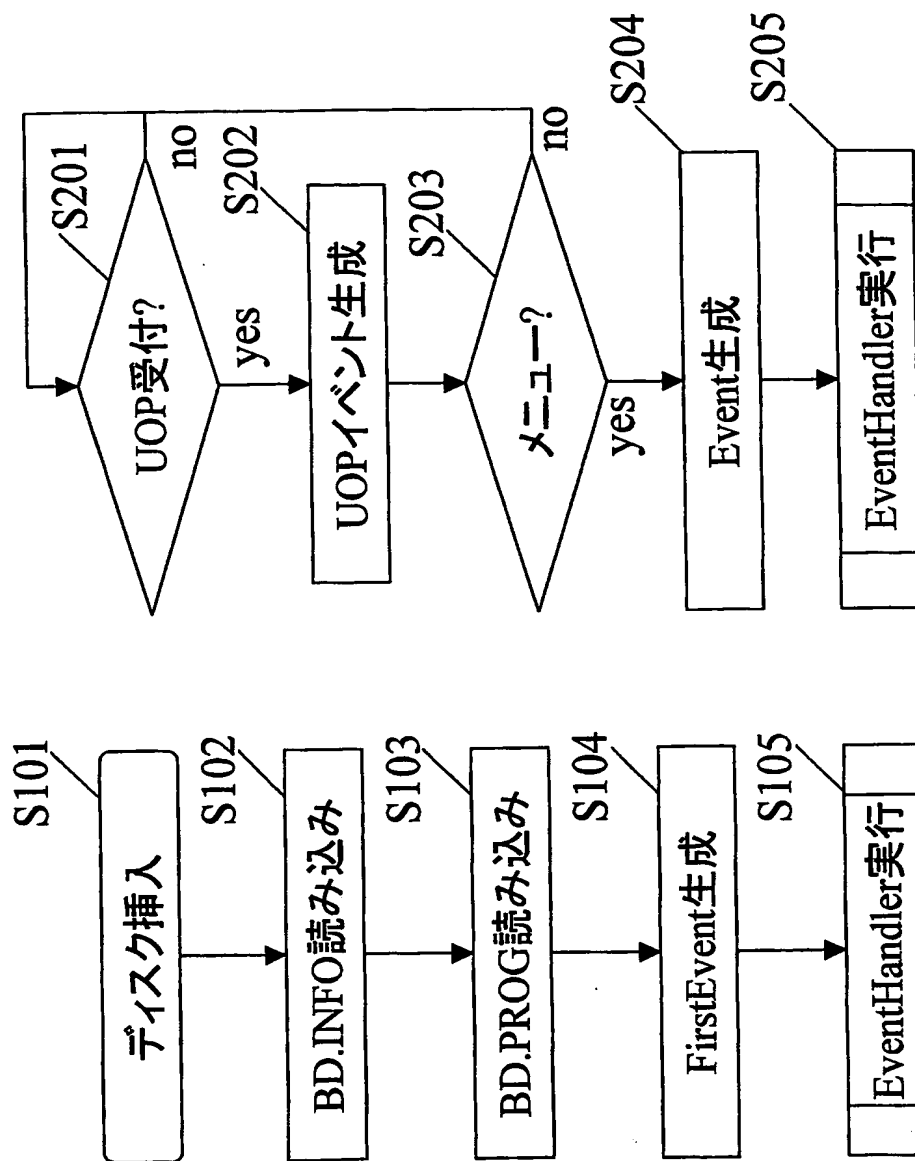 S101
ディスク挿入
S102
BD.INFO読み込み
S103
BD.PROG読み込み
S104
FirstEvent生成
S105
EventHandler実行
S201
UOP受付?
no
yes
S202
UOPイベント生成
S203
メニュー?
no
yes
S204
Event生成
S205
EventHandler実行